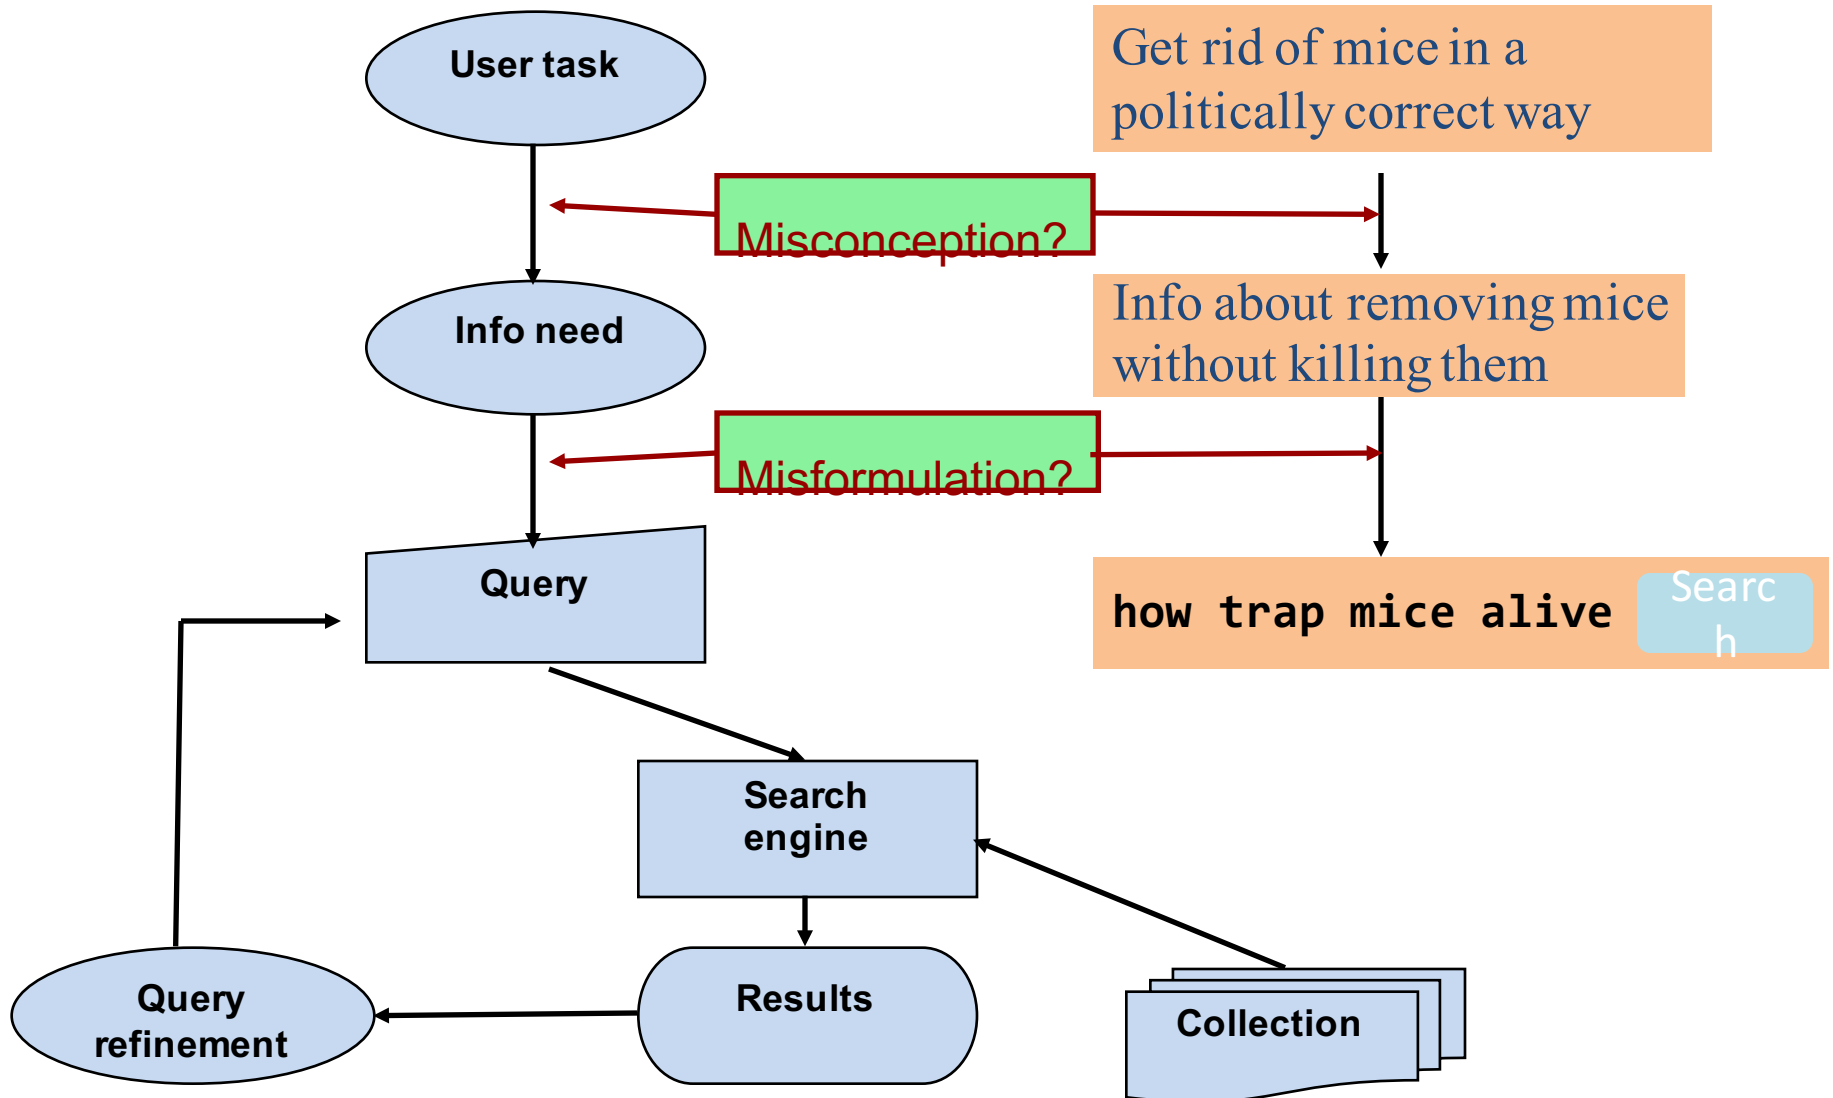 User task
Get rid of mice in a
politically correct way
Misconception?
Info need
Info about removing mice
without killing them
Misformulation?
Query
how trap mice alive
Searc
h
Search
engine
Query
refinement
Results
Collection